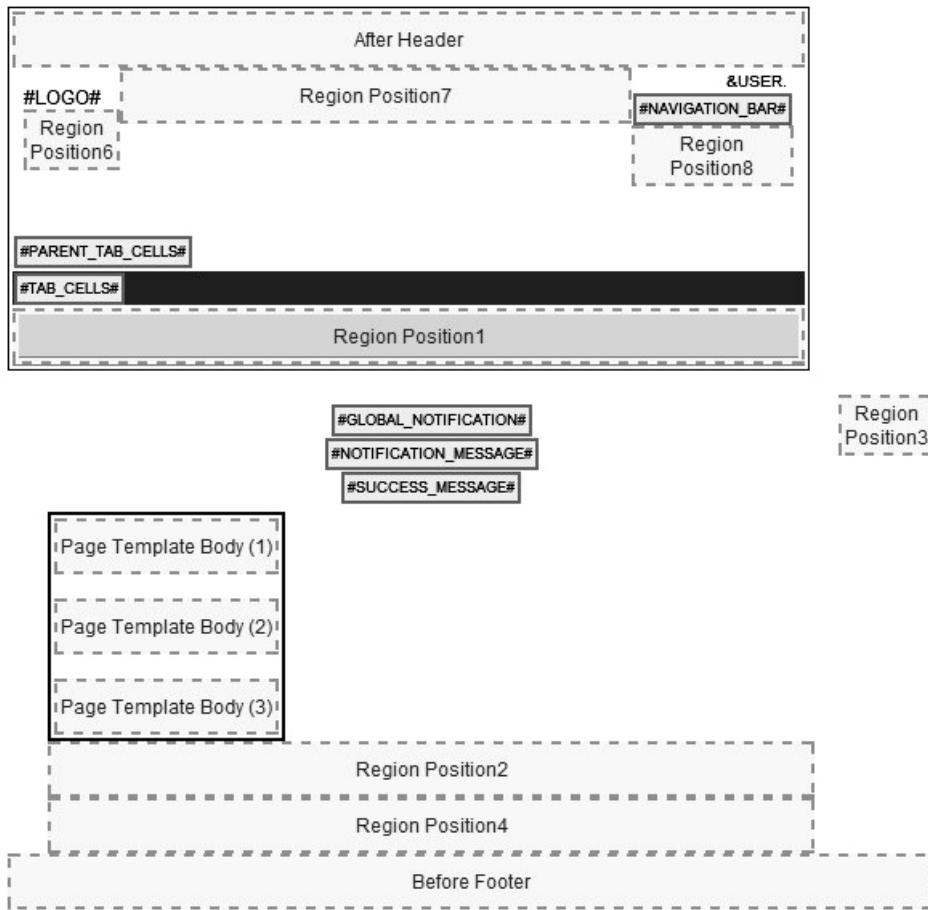 After Header
#LOGO#
Region Position7
&USER.
#NAVIGATION_BAR#
Region
Position6
Region
Position8
#PARENT_TAB_CELLS#
#TAB_CELLS#
Region Position1
#GLOBAL_NOTIFICATION#
#NOTIFICATION_MESSAGE#
#SUCCESS_MESSAGE#
Region
Position3
Page Template Body (1)
Page Template Body (2)
Page Template Body (3)
Region Position2
Region Position4
Before Footer